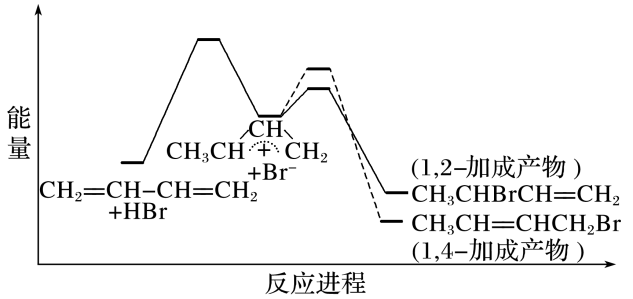 能量
CH
CH₃CH + CH₂
+Br⁻
CH₂=CH-CH=CH₂
+HBr
(1,2-加成产物)
CH₃CHBrCH=CH₂
CH₃CH=CHCH₂Br
(1,4-加成产物)
反应进程